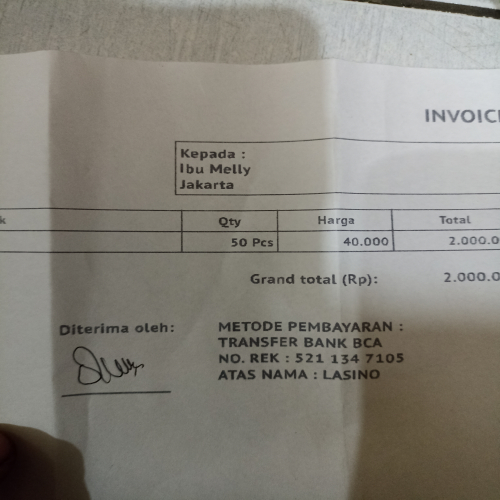 INVOIC
Kepada :
Ibu Melly
Jakarta
k Qty Harga Total
50 Pcs 40.000 2.000.0
Grand total (Rp): 2.000.0
Diterima oleh:
METODE PEMBAYARAN :
TRANSFER BANK BCA
NO. REK : 521 134 7105
ATAS NAMA : LASINO